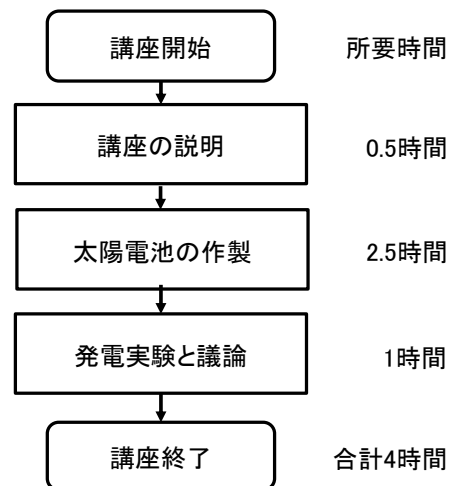 講座開始 所要時間
講座の説明 0.5時間
太陽電池の作製 2.5時間
発電実験と議論 1時間
講座終了 合計4時間